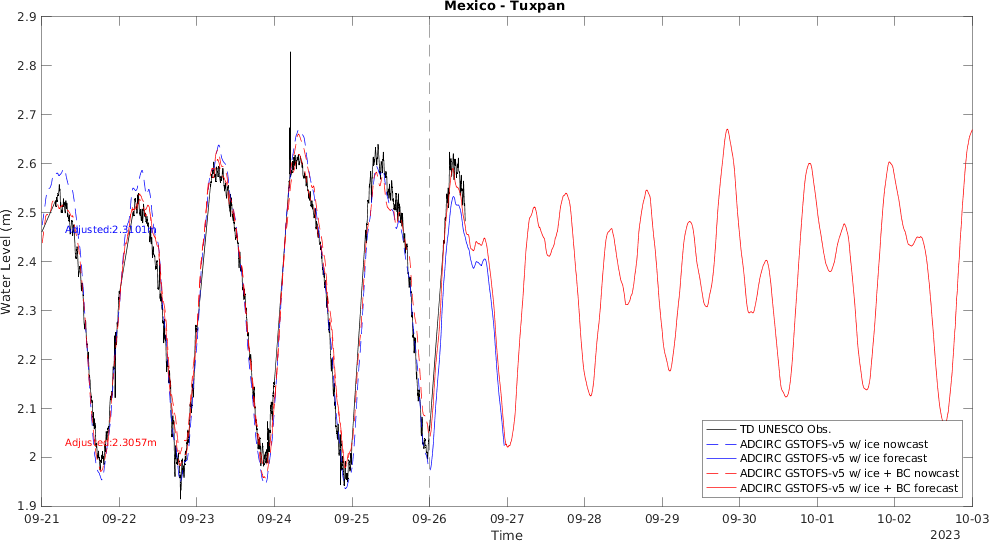 Mexico - Tuxpan
2.9
2.8
2.7
2.6
2.5
2.4
2.3
2.2
2.1
2
1.9
Water Level (m)
Adjusted:2.3101m
Adjusted:2.3057m
TD UNESCO Obs.
ADCIRC GSTOFS-v5 w/ ice nowcast
ADCIRC GSTOFS-v5 w/ ice forecast
ADCIRC GSTOFS-v5 w/ ice + BC nowcast
ADCIRC GSTOFS-v5 w/ ice + BC forecast
09-21 09-22 09-23 09-24 09-25 09-26 09-27 09-28 09-29 09-30 10-01 10-02 10-03
Time
2023